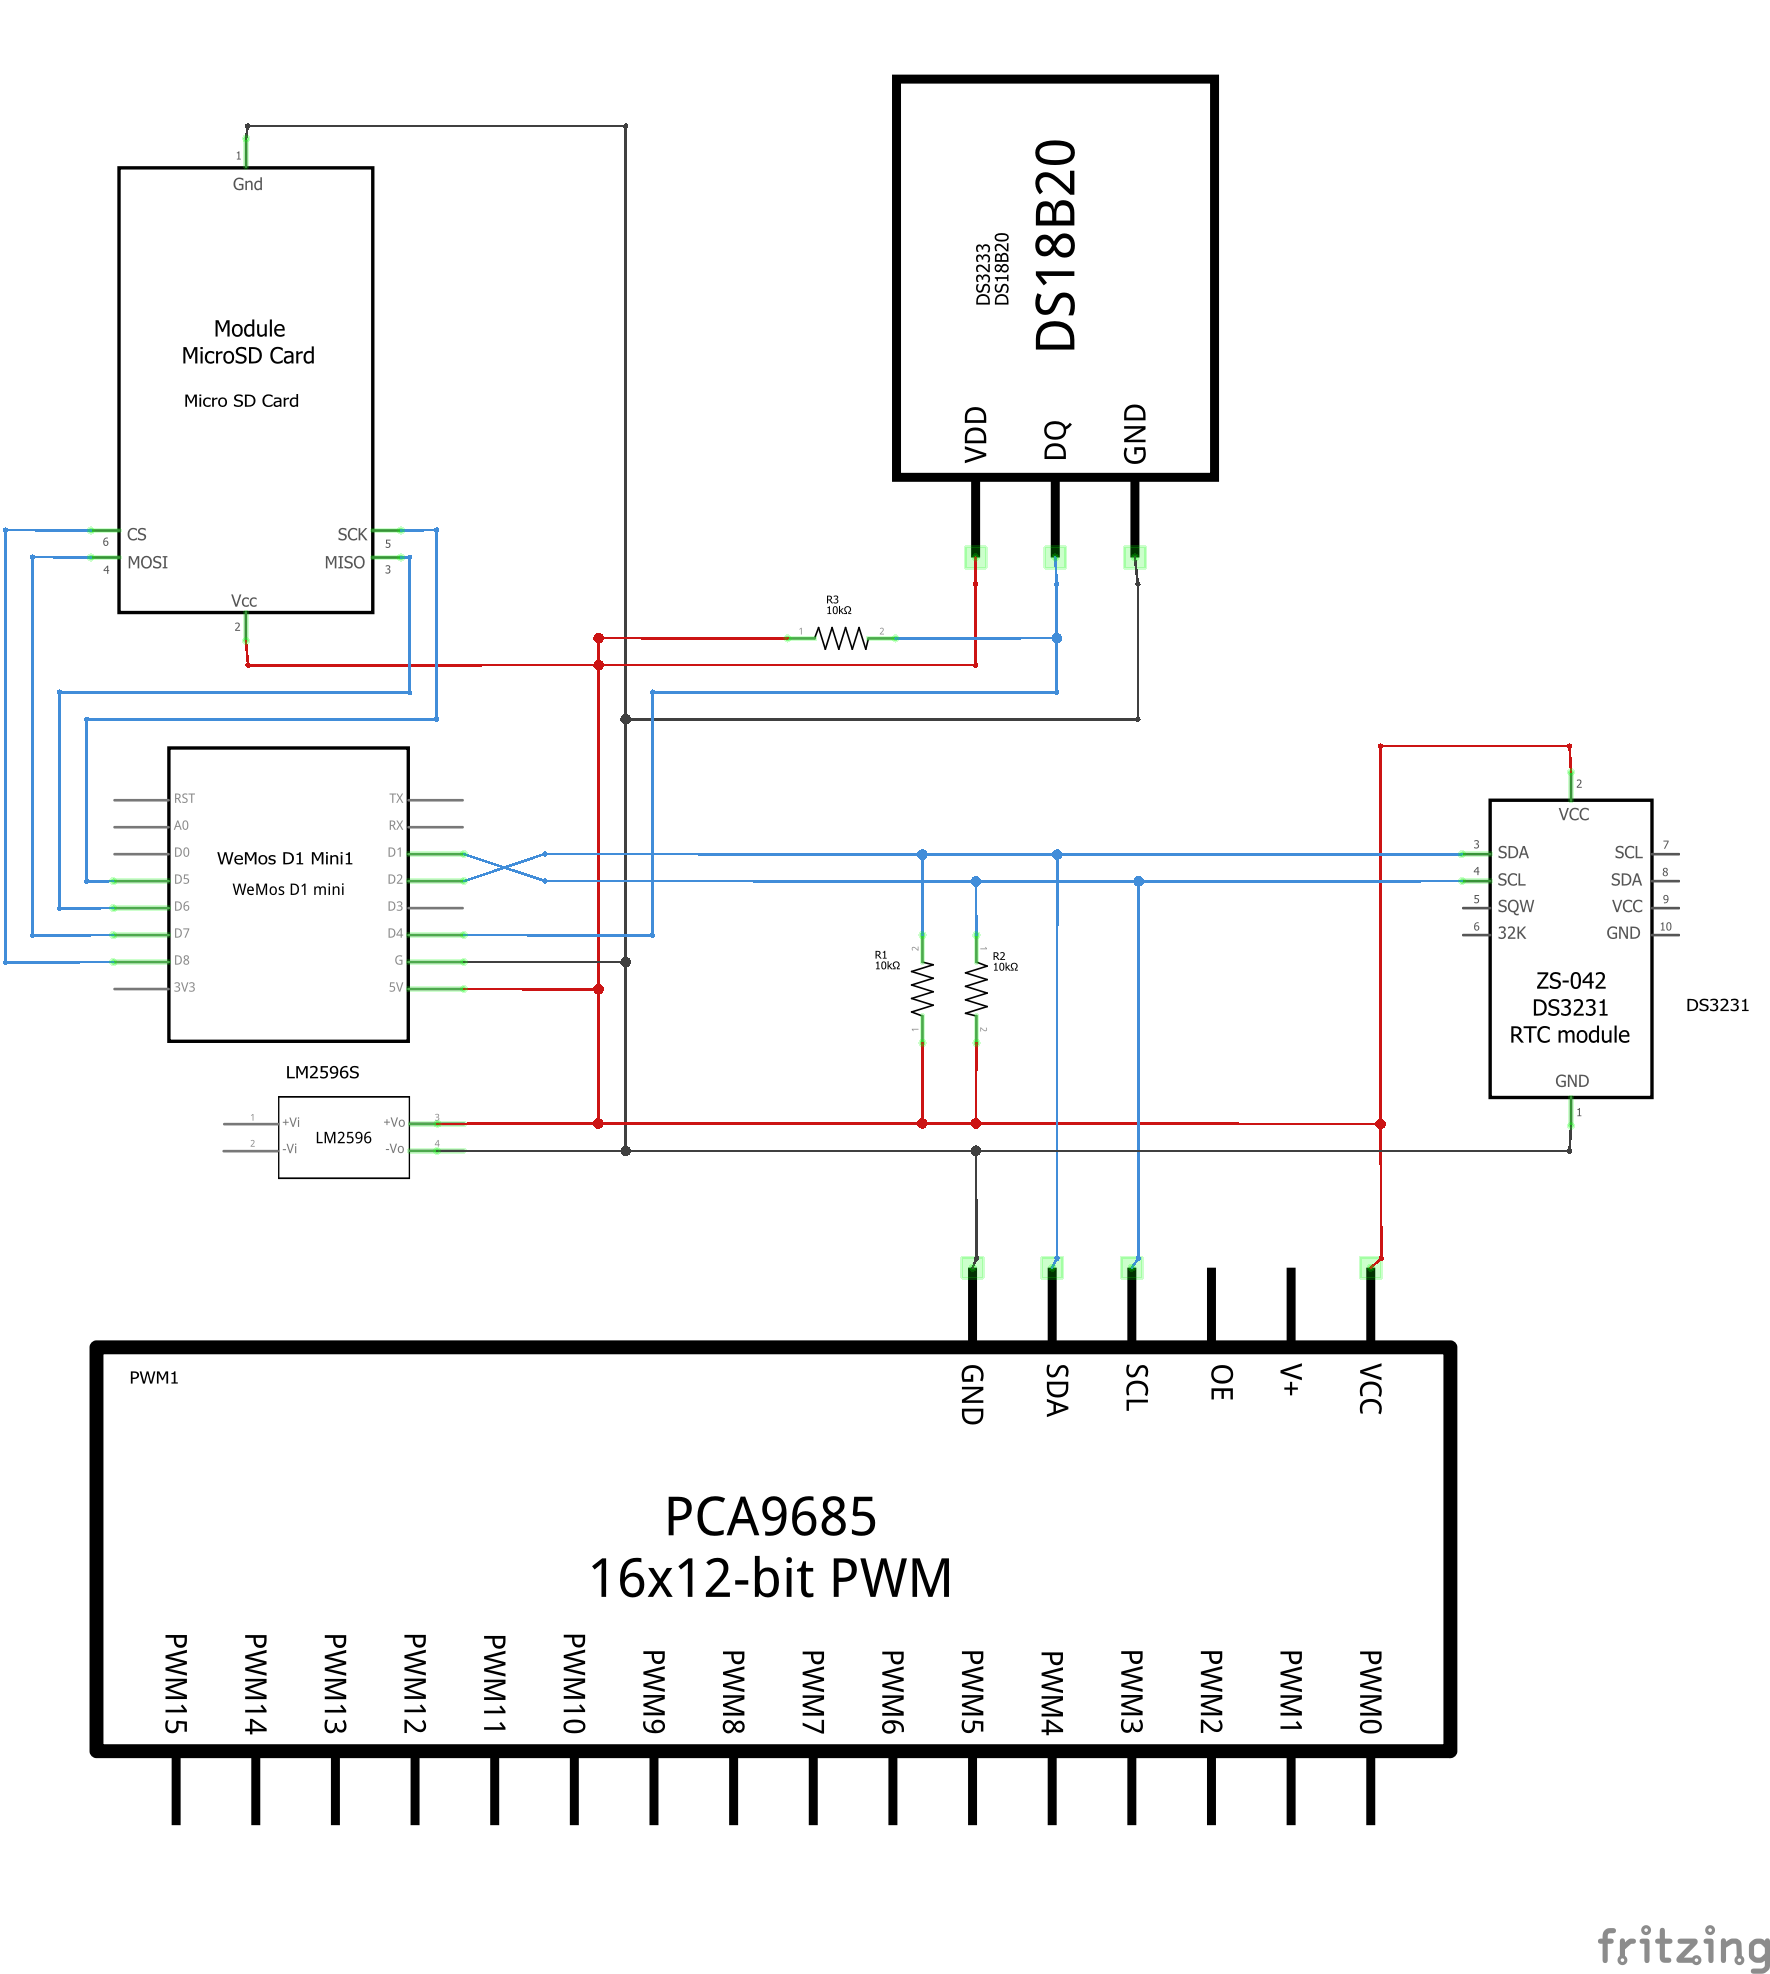 1
Gnd
Module
MicroSD Card
Micro SD Card
CS
6
MOSI
4
SCK
5
MISO
3
Vcc
2
DS3233
DS18B20
DS18B20
VDD
DQ
GND
R3
10kΩ
1
2
RST
A0
D0
D5
D6
D7
D8
3V3
WeMos D1 Mini1
WeMos D1 mini
TX
RX
D1
D2
D3
D4
G
5V
R1
10kΩ
2
1
R2
10kΩ
1
2
2
VCC
3
SDA
4
SCL
5
SQW
6
32K
SCL
7
SDA
8
VCC
9
GND
10
ZS-042
DS3231
RTC module
DS3231
GND
1
LM2596S
1
+Vi
2
-Vi
LM2596
+Vo
3
-Vo
4
PWM1
GND
SDA
SCL
OE
V+
VCC
PCA9685
16x12-bit PWM
PWM15
PWM14
PWM13
PWM12
PWM11
PWM10
PWM9
PWM8
PWM7
PWM6
PWM5
PWM4
PWM3
PWM2
PWM1
PWM0
fritzing